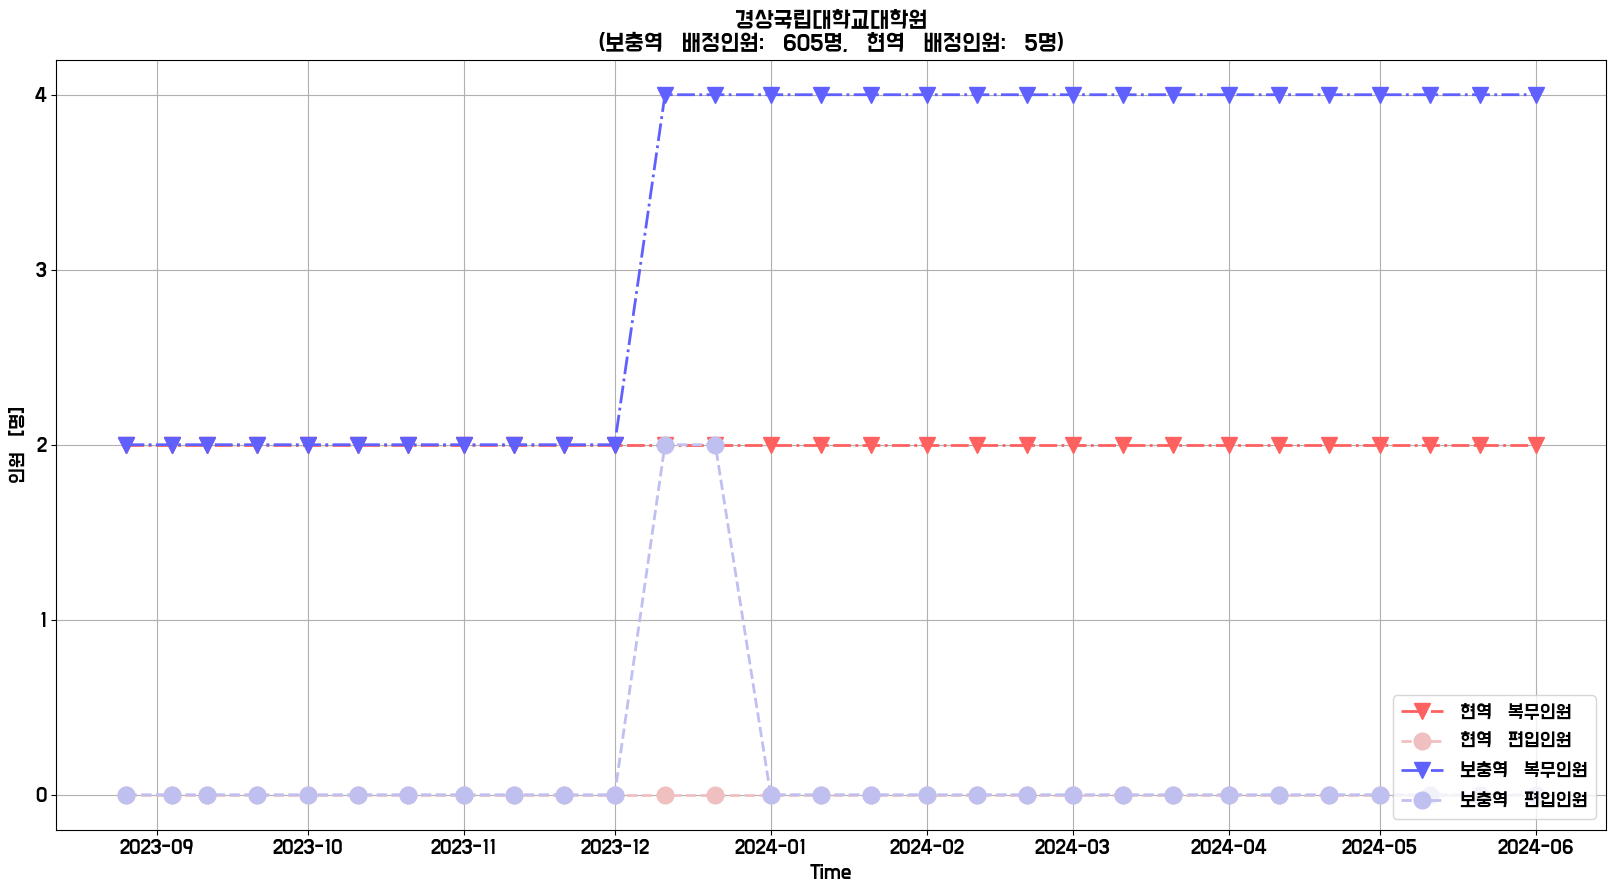 경상국립대학교대학원
(보충역 배정인원: 605명, 현역 배정인원: 5명)
4
3
2
1
0
인원 [명]
2023-09 2023-10 2023-11 2023-12 2024-01 2024-02 2024-03 2024-04 2024-05 2024-06
Time
현역 복무인원
현역 편입인원
보충역 복무인원
보충역 편입인원